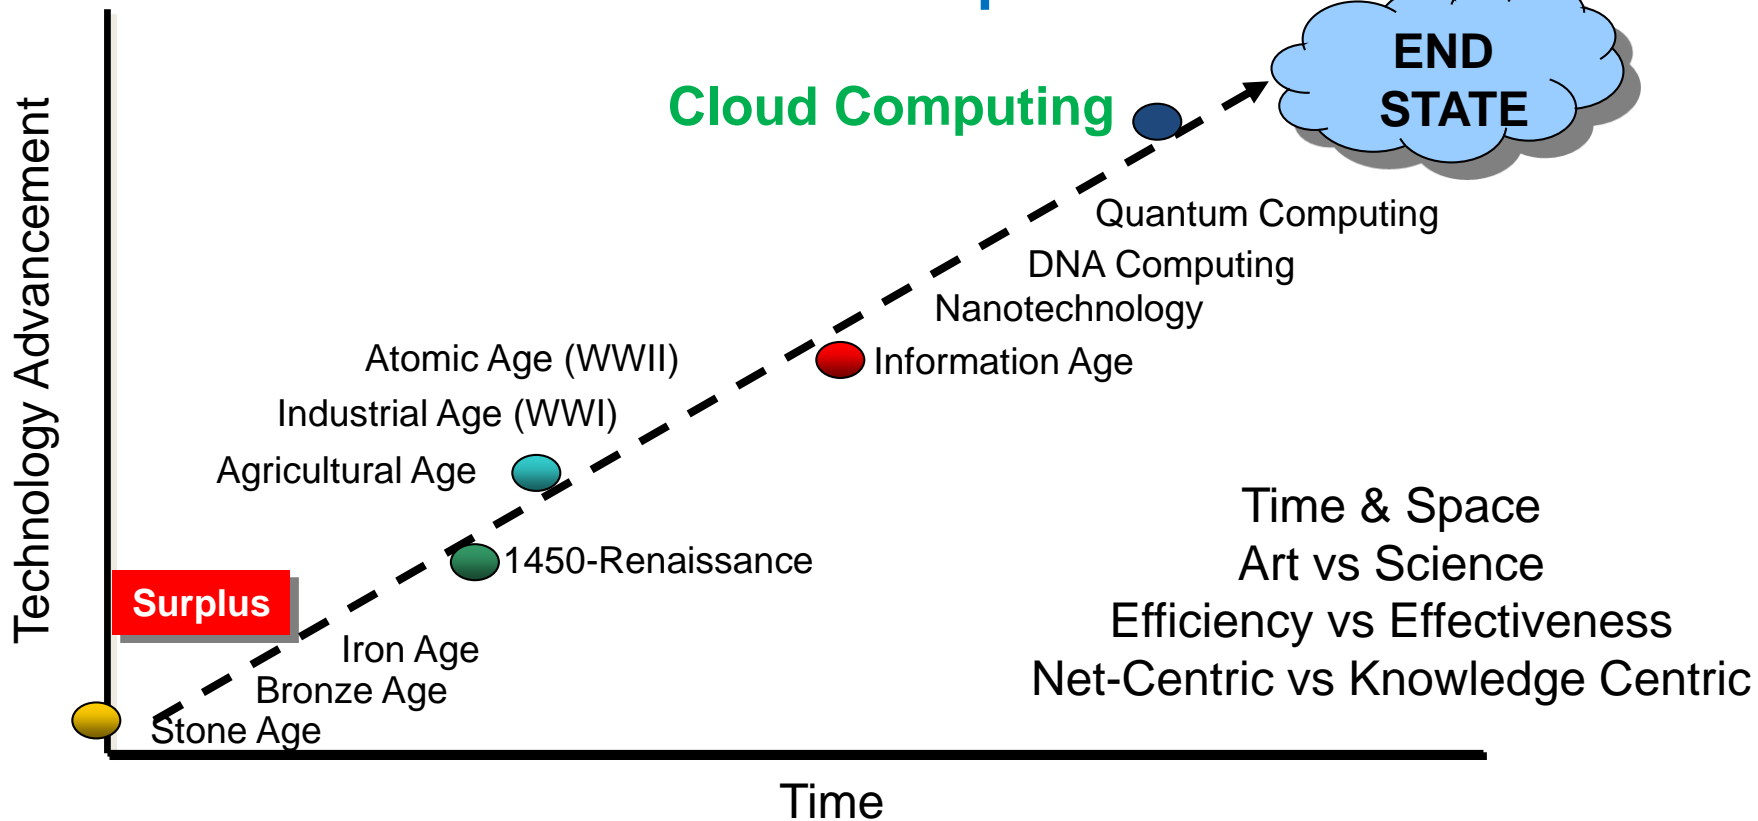 Cloud Computing
END
STATE
Technology Advancement
Quantum Computing
DNA Computing
Nanotechnology
Atomic Age (WWII)
Information Age
Industrial Age (WWI)
Agricultural Age
1450-Renaissance
Surplus
Iron Age
Bronze Age
Stone Age
Time & Space
Art vs Science
Efficiency vs Effectiveness
Net-Centric vs Knowledge Centric
Time